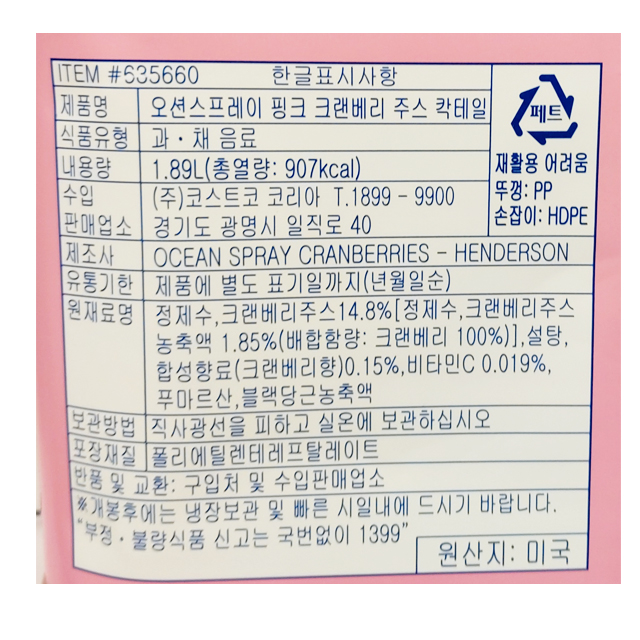 ITEM #635660 한글표시사항
제품명 오션스프레이 핑크 크랜베리 주스 칵테일
식품유형 과·채 음료
내용량 1.89L(총열량: 907kcal)
수입 (주)코스트코 코리아 T.1899 - 9900
판매업소 경기도 광명시 일직로 40
페트
재활용 어려움
뚜껑: PP
손잡이: HDPE
제조사 OCEAN SPRAY CRANBERRIES - HENDERSON
유통기한 제품에 별도 표기일까지(년월일순)
원재료명 정제수,크랜베리주스14.8%[정제수,크랜베리주스
농축액 1.85%(배합함량: 크랜베리 100%)],설탕,
합성향료(크랜베리향)0.15%,비타민C 0.019%,
푸마르산,블랙당근농축액
보관방법 직사광선을 피하고 실온에 보관하십시오
포장재질 폴리에틸렌테레프탈레이트
반품 및 교환: 구입처 및 수입판매업소
※개봉후에는 냉장보관 및 빠른 시일내에 드시기 바랍니다.
“부정·불량식품 신고는 국번없이 1399”
원산지: 미국